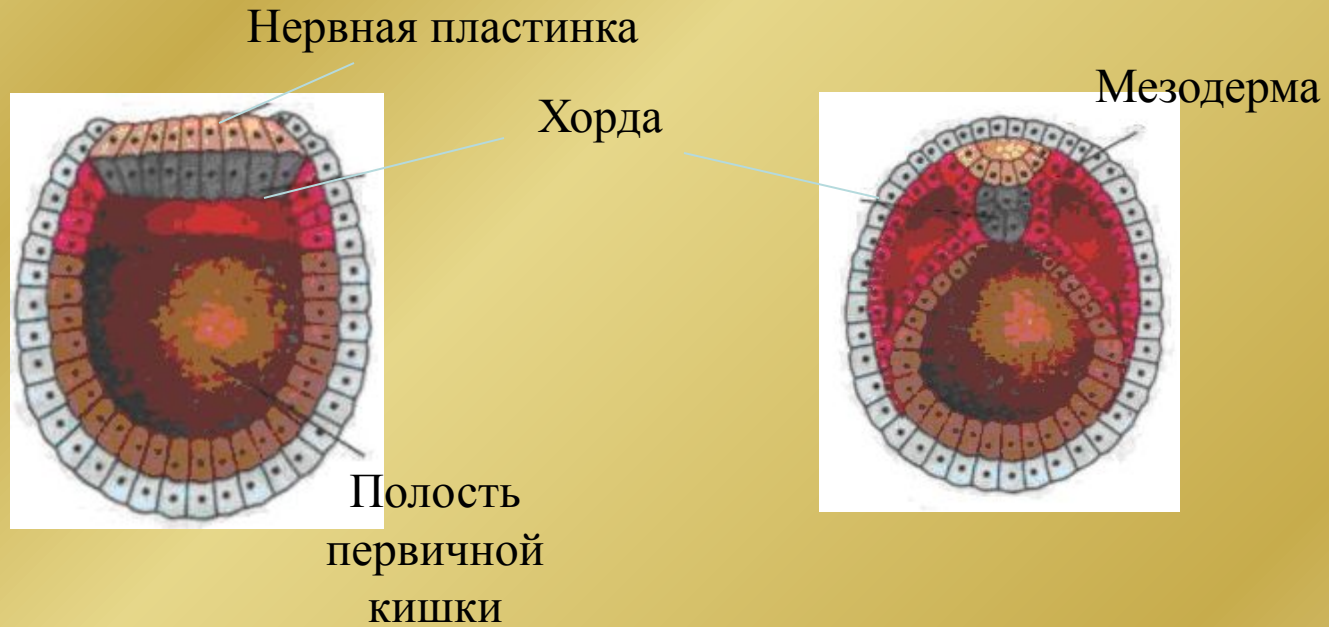 Нервная пластинка
Хорда
Мезодерма
Полость
первичной
кишки